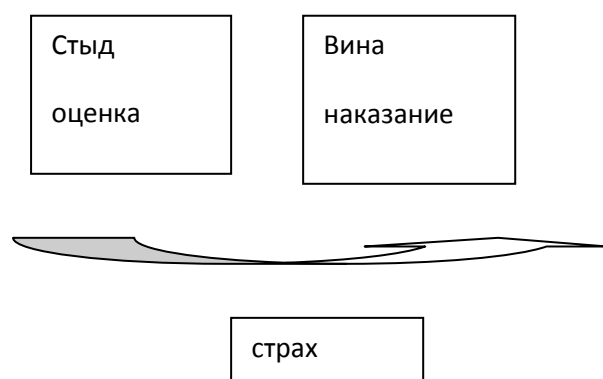 Стыд
оценка
Вина
наказание
страх